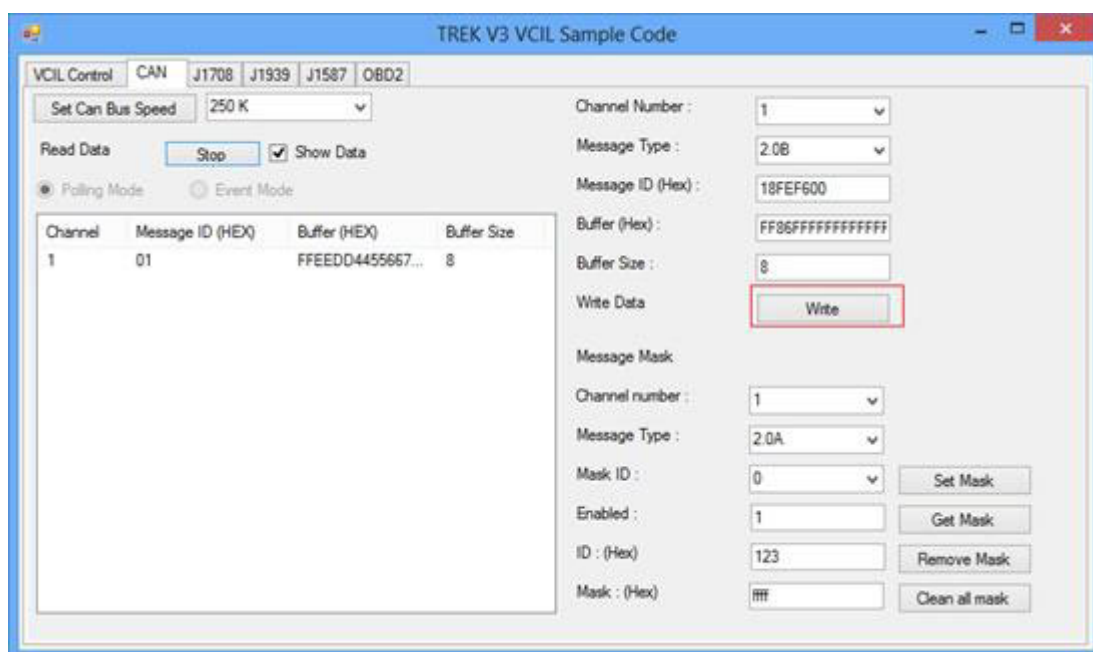 TREK V3 VCIL Sample Code
VCIL Control CAN J1708 J1939 J1587 OBD2
Set Can Bus Speed 250 K
Read Data Stop Show Data
Polling Mode Event Mode
Channel Message ID (HEX) Buffer (HEX) Buffer Size
1 01 FFEEDD4455667... 8
Channel Number : 1
Message Type : 2.0B
Message ID (Hex) : 18FEF600
Buffer (Hex) : FF86FFFFFFFFFFFF
Buffer Size : 8
Write Data Write
Message Mask
Channel number : 1
Message Type : 2.0A
Mask ID : 0 Set Mask
Enabled : 1 Get Mask
ID : (Hex) 123 Remove Mask
Mask : (Hex) ffff Clean all mask